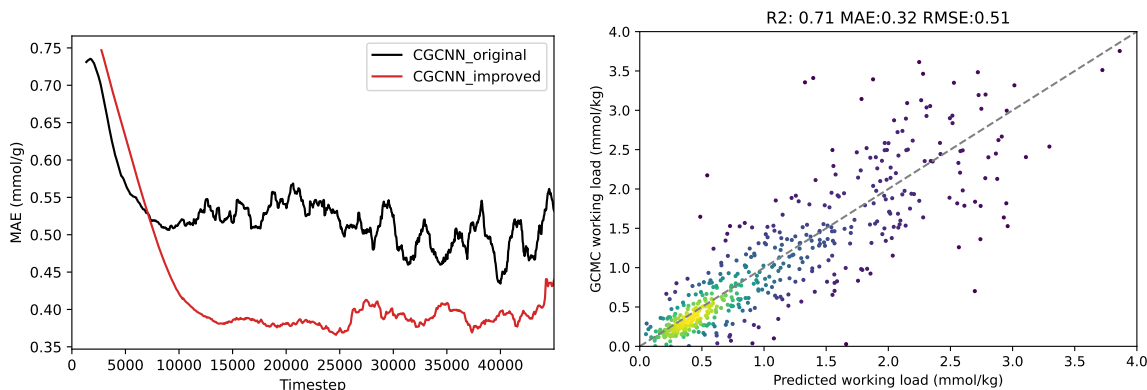 0.75
0.70
0.65
0.60
0.55
0.50
0.45
0.40
0.35
MAE (mmol/g)
CGCNN_original
CGCNN_improved
0 5000 10000 15000 20000 25000 30000 35000 40000
Timestep
R2: 0.71 MAE:0.32 RMSE:0.51
4.0
3.5
3.0
2.5
2.0
1.5
1.0
0.5
0.0
GCMC working load (mmol/kg)
0.0 0.5 1.0 1.5 2.0 2.5 3.0 3.5 4.0
Predicted working load (mmol/kg)